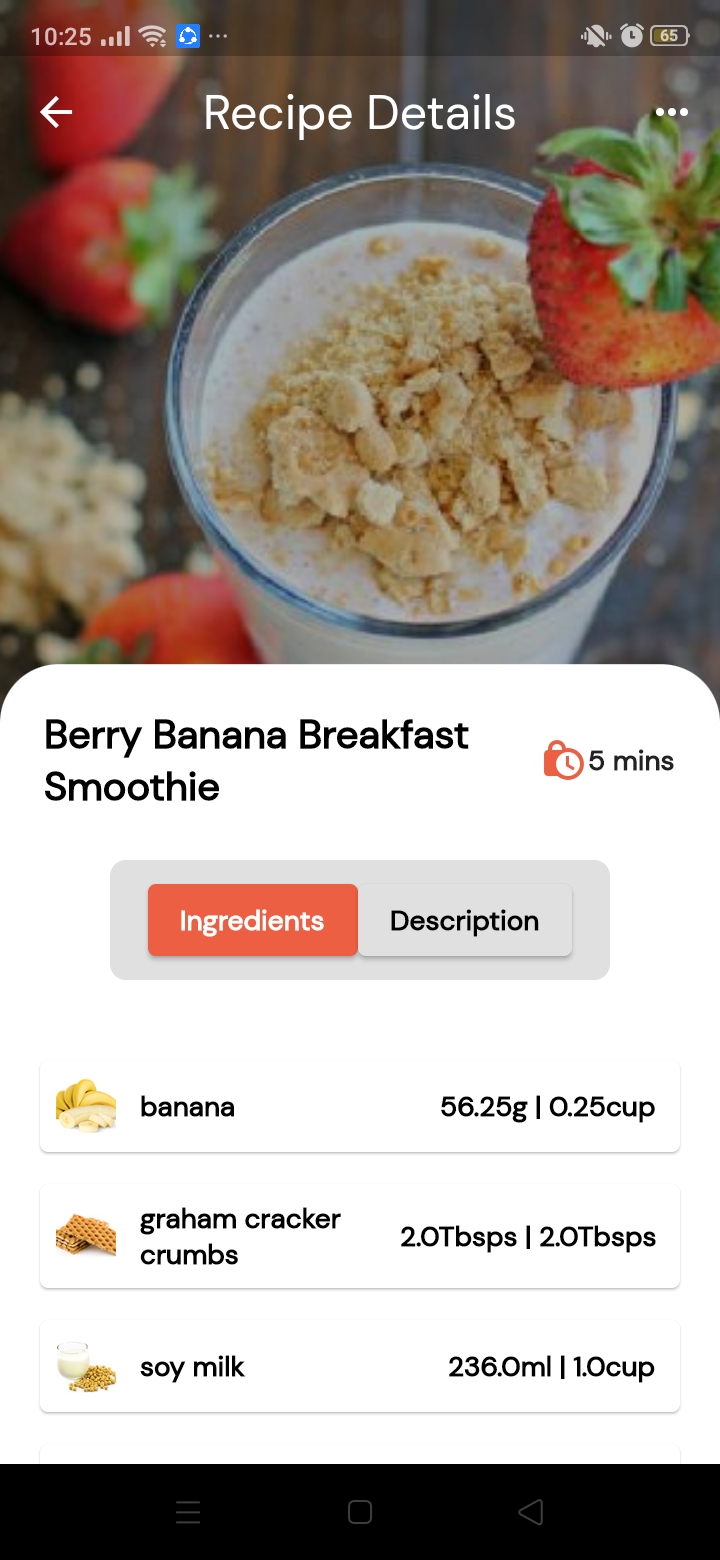 10:25
65
Recipe Details
Berry Banana Breakfast
Smoothie
5 mins
Ingredients
Description
banana
56.25g | 0.25cup
graham cracker
crumbs
2.0Tbsps | 2.0Tbsps
soy milk
236.0ml | 1.0cup